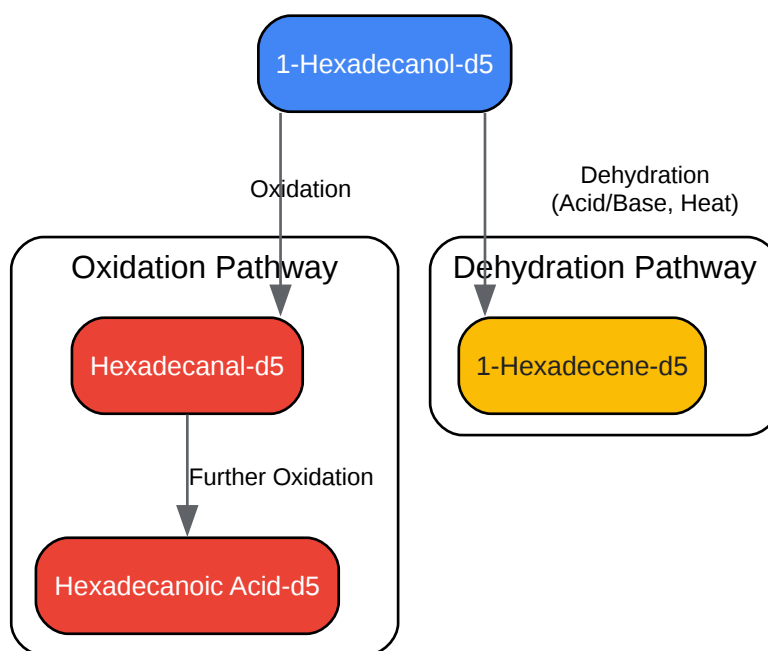 1-Hexadecanol-d5
Oxidation
Dehydration
(Acid/Base, Heat)
Oxidation Pathway
Dehydration Pathway
Hexadecanal-d5
1-Hexadecene-d5
Further Oxidation
Hexadecanoic Acid-d5